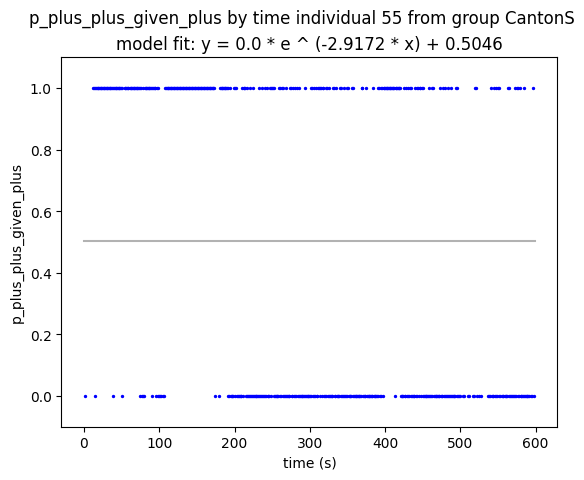 p_plus_plus_given_plus by time individual 55 from group CantonS
model fit: y = 0.0 * e ^ (-2.9172 * x) + 0.5046
1.0
0.8
0.6
0.4
0.2
0.0
p_plus_plus_given_plus
0 100 200 300 400 500 600
time (s)